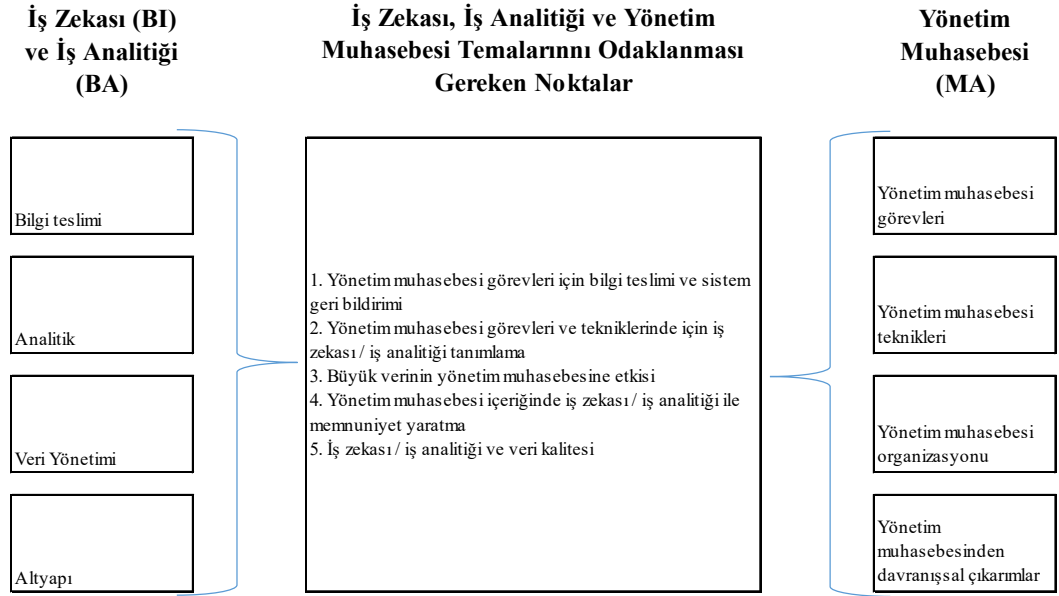 İş Zekası (BI)
ve İş Analitiği
(BA)
İş Zekası, İş Analitiği ve Yönetim
Muhasebesi Temalarınnı Odaklanması
Gereken Noktalar
Yönetim
Muhasebesi
(MA)
Bilgi teslimi
Analitik
Veri Yönetimi
Altyapı
1. Yönetim muhasebesi görevleri için bilgi teslimi ve sistem
geri bildirimi
2. Yönetim muhasebesi görevleri ve tekniklerinde için iş
zekası / iş analitiği tanımlama
3. Büyük verinin yönetim muhasebesine etkisi
4. Yönetim muhasebesi içeriğinde iş zekası / iş analitiği ile
memnuniyet yaratma
5. İş zekası / iş analitiği ve veri kalitesi
Yönetim muhasebesi
görevleri
Yönetim muhasebesi
teknikleri
Yönetim muhasebesi
organizasyonu
Yönetim
muhasebesinden
davranışsal çıkarımlar